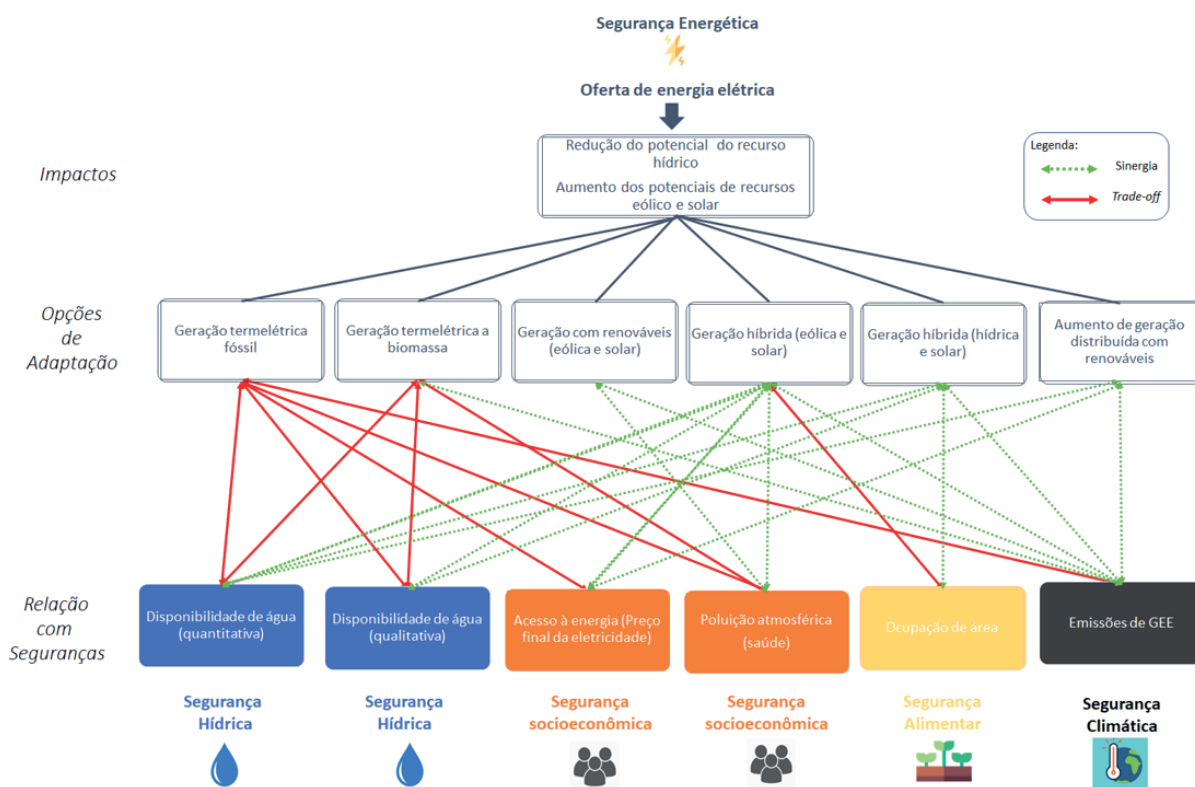 Segurança Energética
Oferta de energia elétrica
Impactos
Redução do potencial do recurso
hídrico
Aumento dos potenciais de recursos
eólico e solar
Legenda:
Sinergia
Trade-off
Opções
de
Adaptação
Geração termelétrica
fóssil
Geração termelétrica a
biomassa
Geração com renováveis
(eólica e solar)
Geração híbrida (eólica e
solar)
Geração híbrida (hídrica e
solar)
Aumento de geração
distribuída com
renováveis
Relação
com
Seguranças
Disponibilidade de água
(quantitativa)
Disponibilidade de água
(qualitativa)
Acesso à energia (Preço
final da eletricidade)
Poluição atmosférica
(saúde)
Ocupação de área
Emissões de GEE
Segurança
Hídrica
Segurança
Hídrica
Segurança
socioeconômica
Segurança
socioeconômica
Segurança
Alimentar
Segurança
Climática